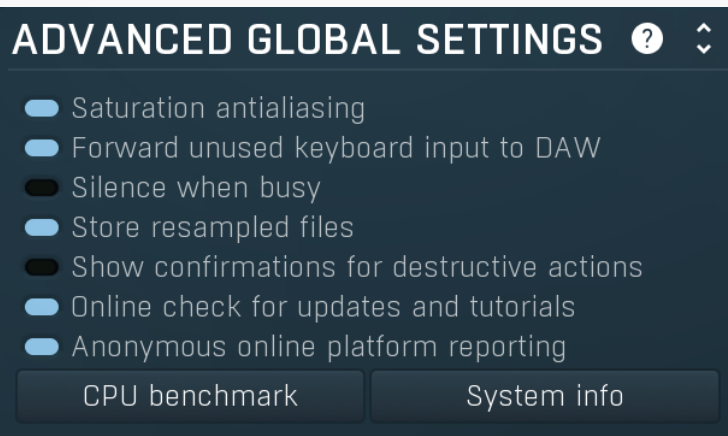 ADVANCED GLOBAL SETTINGS ?
Saturation antialiasing
Forward unused keyboard input to DAW
Silence when busy
Store resampled files
Show confirmations for destructive actions
Online check for updates and tutorials
Anonymous online platform reporting
CPU benchmark System info